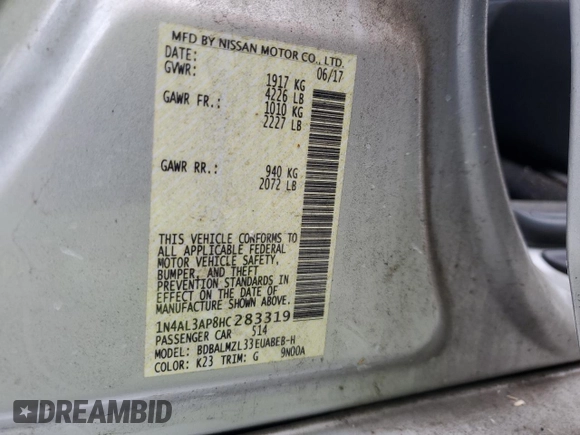 MFD BY NISSAN MOTOR CO., LTD.
DATE: 06/17
GVWR: 1917 KG
4226 LB
GAWR FR.: 1010 KG
2227 LB
GAWR RR.: 940 KG
2072 LB
THIS VEHICLE CONFORMS TO
ALL APPLICABLE FEDERAL
MOTOR VEHICLE SAFETY,
BUMPER, AND THEFT
PREVENTION STANDARDS IN
EFFECT ON THE DATE OF
MANUFACTURE SHOWN ABOVE.
1N4AL3AP8HC283319
PASSENGER CAR 514
MODEL: BDBALMZL33EUABEB-H
COLOR: K23 TRIM: G 9N00A
DREAMBID